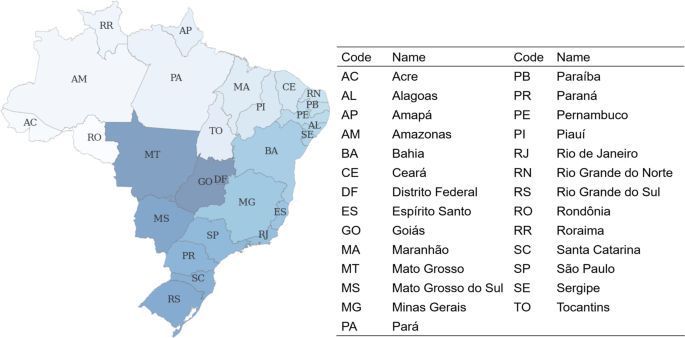 RR
AP
AM
PA
MA
CE
RN
PB
PI
PE
AL
SE
AC
RO
TO
MT
BA
GO
DF
MG
ES
MS
SP
RJ
PR
SC
RS
Code Name Code Name
AC Acre PB Paraíba
AL Alagoas PR Paraná
AP Amapá PE Pernambuco
AM Amazonas PI Piauí
BA Bahia RJ Rio de Janeiro
CE Ceará RN Rio Grande do Norte
DF Distrito Federal RS Rio Grande do Sul
ES Espírito Santo RO Rondônia
GO Goiás RR Roraima
MA Maranhão SC Santa Catarina
MT Mato Grosso SP São Paulo
MS Mato Grosso do Sul SE Sergipe
MG Minas Gerais TO Tocantins
PA Pará